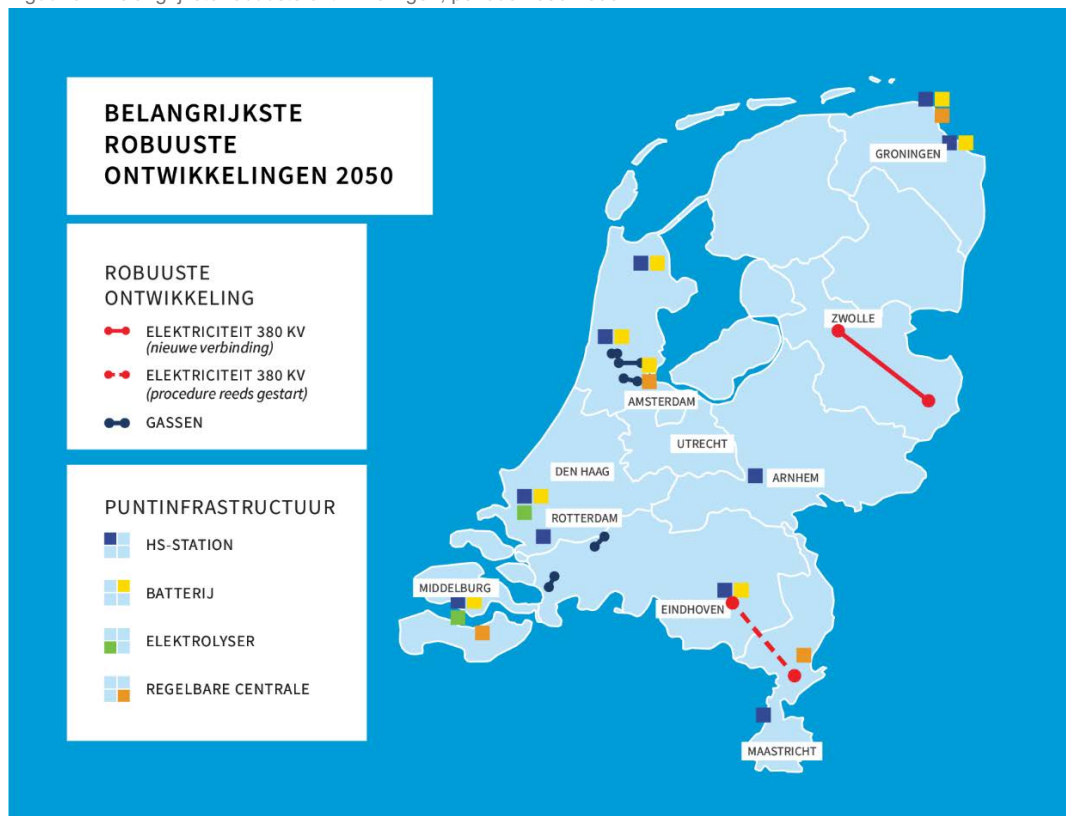 BELANGRIJKSTE
ROBUUSTE
ONTWIKKELINGEN 2050
ROBUUSTE
ONTWIKKELING
ELEKTRICITEIT 380 KV
(nieuwe verbinding)
ELEKTRICITEIT 380 KV
(procedure reeds gestart)
GASSEN
PUNTINFRASTRUCTUUR
HS-STATION
BATTERIJ
ELEKTROLYSER
REGELBARE CENTRALE
GRONINGEN
ZWOLLE
AMSTERDAM
UTRECHT
DEN HAAG
ARNHEM
ROTTERDAM
MIDDELBURG
EINDHOVEN
MAASTRICHT